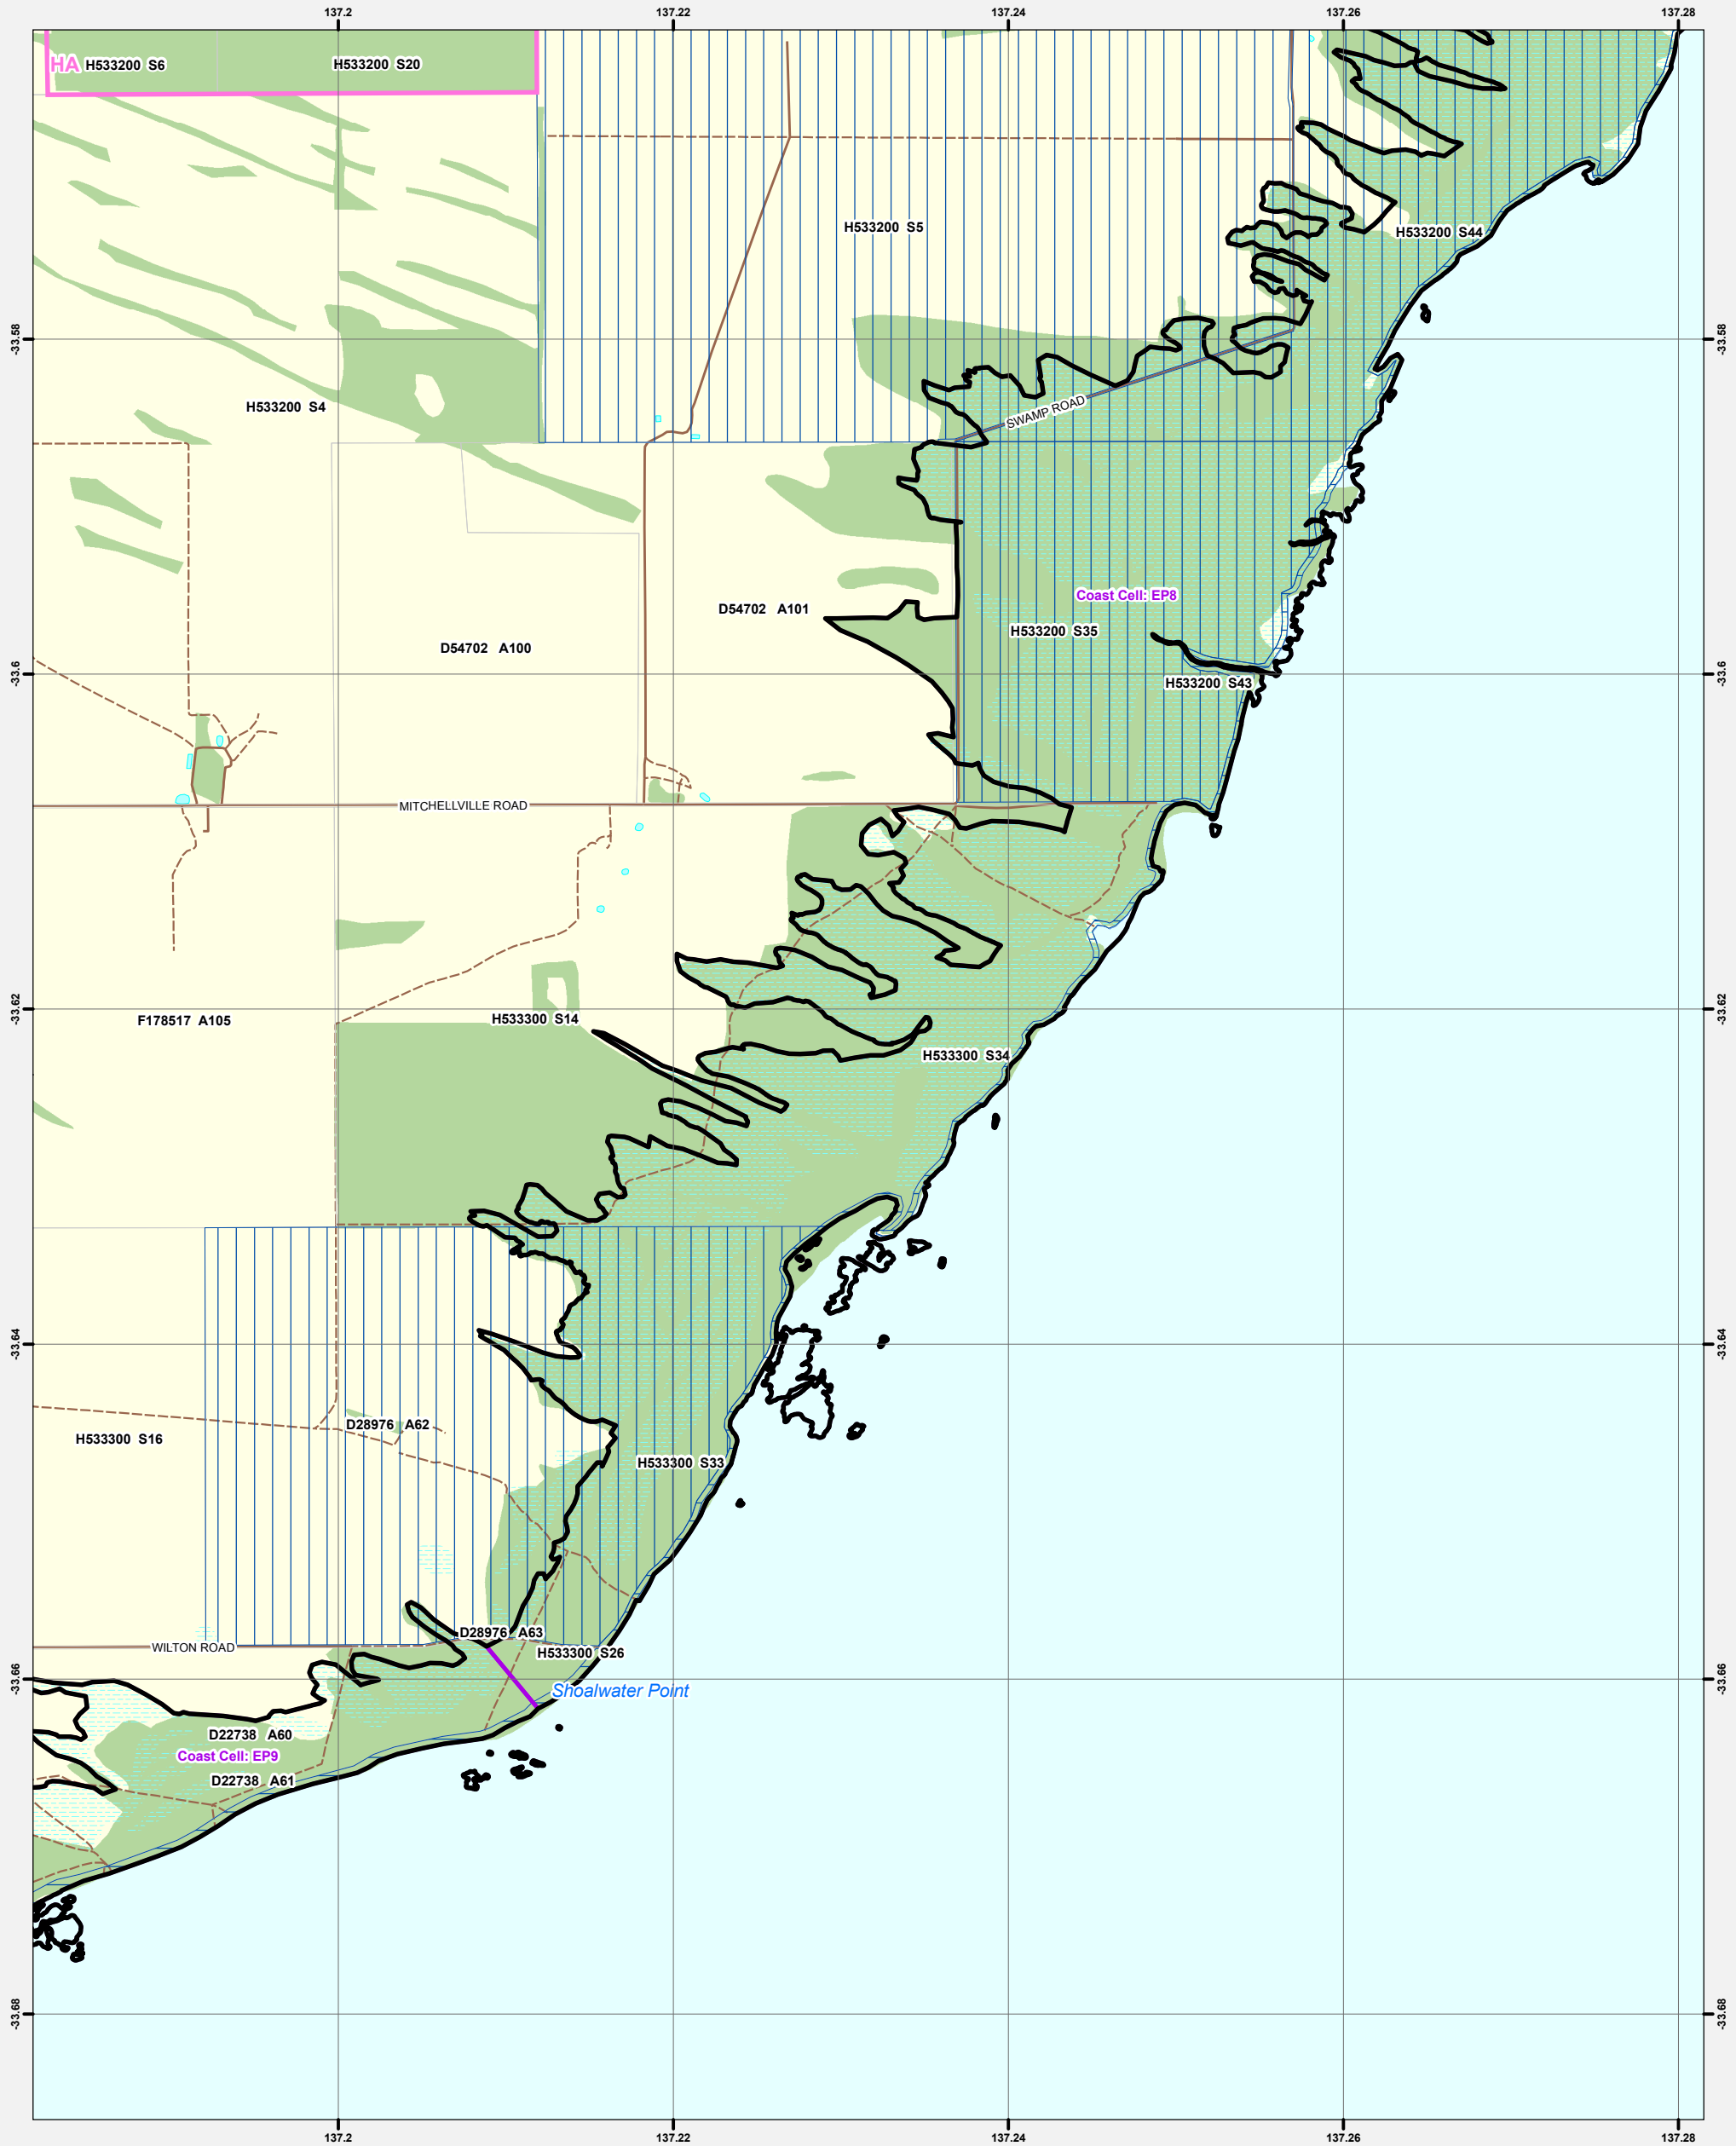 137.2 137.22 137.24 137.26 137.28
HA H533200 S6 H533200 S20
H533200 S5
H533200 S44
-33.58 -33.58
H533200 S4
SWAMP ROAD
Coast Cell: EP8
D54702 A101
H533200 S35
D54702 A100
-33.6 -33.6
H533200 S43
MITCHELLVILLE ROAD
-33.62 -33.62
F178517 A105
H533300 S14
H533300 S34
-33.64 -33.64
D28976 A62
H533300 S16
H533300 S33
D28976 A63
WILTON ROAD
H533300 S26
-33.66 -33.66
Shoalwater Point
D22738 A60
Coast Cell: EP9
D22738 A61
-33.68 -33.68
137.2 137.22 137.24 137.26 137.28